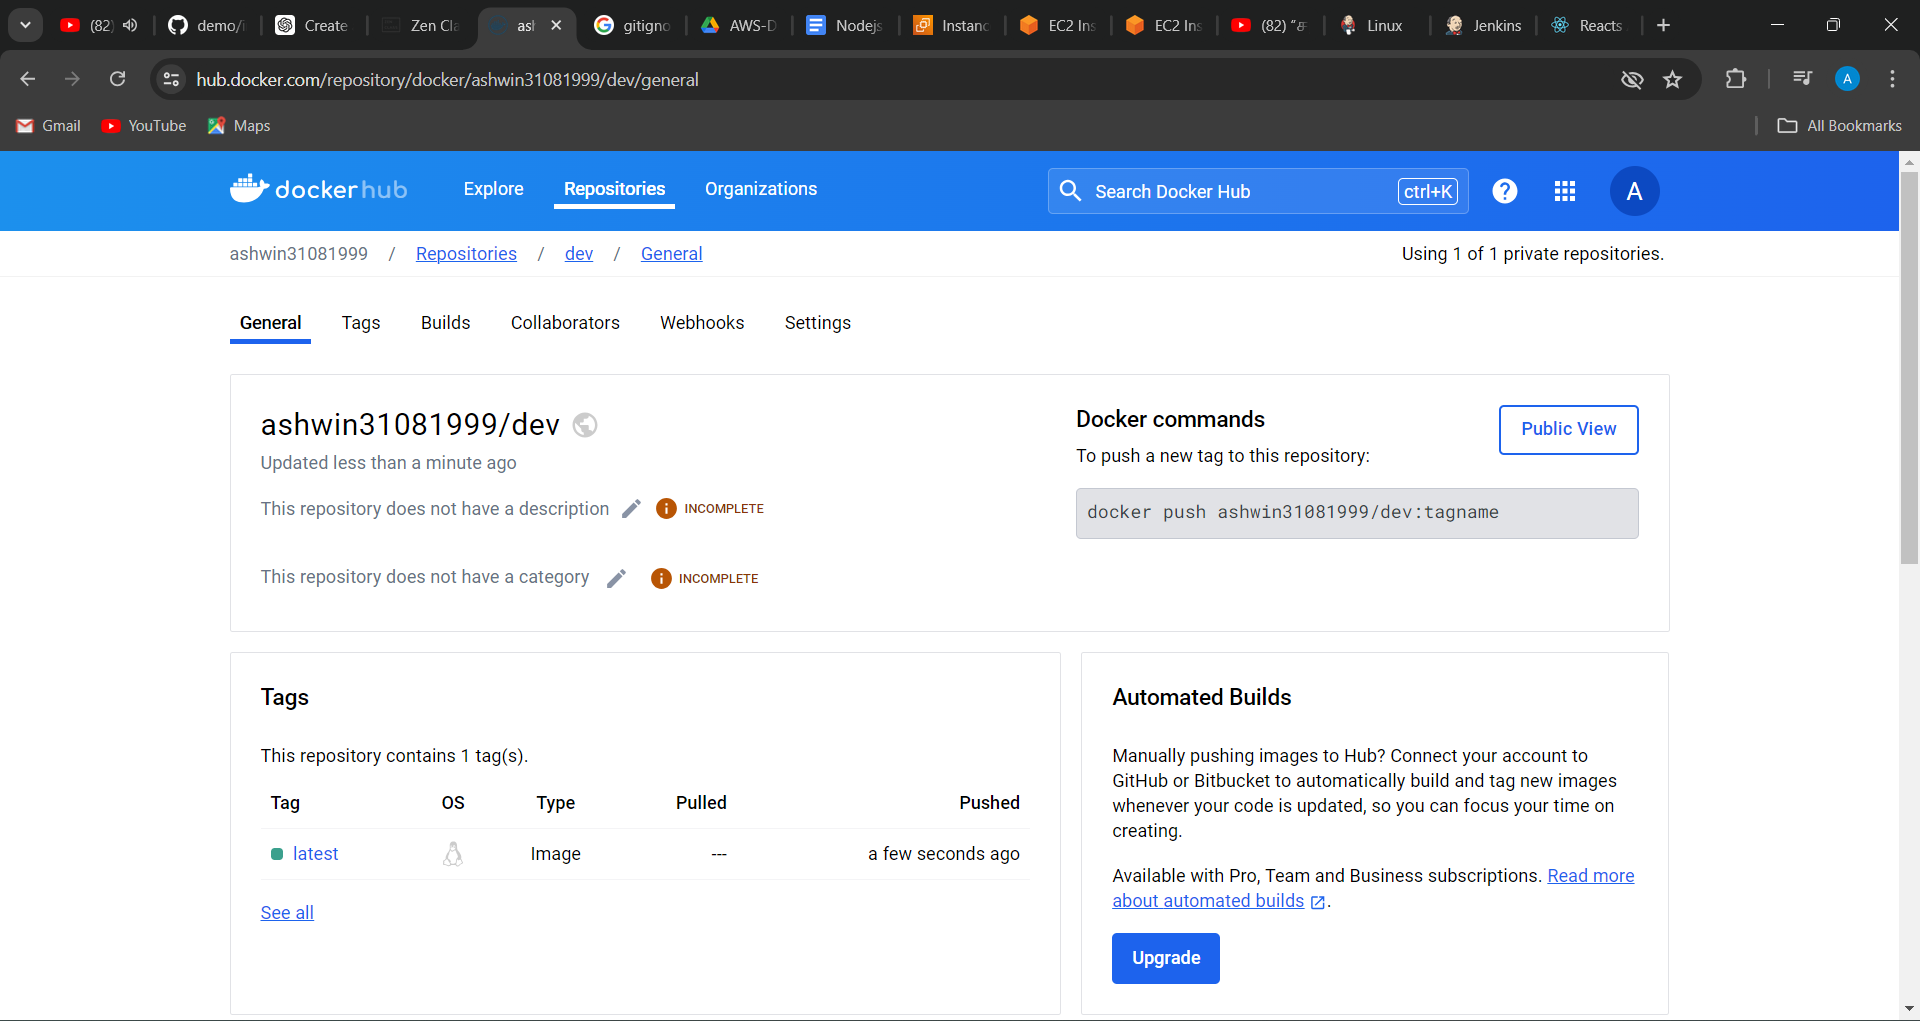 (82)
demo/i
Create
Zen Cla
ash
gitigno
AWS-D
Nodejs
Instanc
EC2 Ins
EC2 Ins
Linux
Jenkins
Reacts
hub.docker.com/repository/docker/ashwin31081999/dev/general
A
Gmail
YouTube
Maps
All Bookmarks
dockerhub
Explore
Repositories
Organizations
Search Docker Hub
ctrl+K
A
ashwin31081999 / Repositories / dev / General
Using 1 of 1 private repositories.
General
Tags
Builds
Collaborators
Webhooks
Settings
ashwin31081999/dev
Updated less than a minute ago
This repository does not have a description
INCOMPLETE
This repository does not have a category
INCOMPLETE
Docker commands
To push a new tag to this repository:
Public View
docker push ashwin31081999/dev:tagname
Tags
This repository contains 1 tag(s).
Tag OS Type Pulled Pushed
latest Image --- a few seconds ago
See all
Automated Builds
Manually pushing images to Hub? Connect your account to
GitHub or Bitbucket to automatically build and tag new images
whenever your code is updated, so you can focus your time on
creating.
Available with Pro, Team and Business subscriptions. Read more
about automated builds .
Upgrade